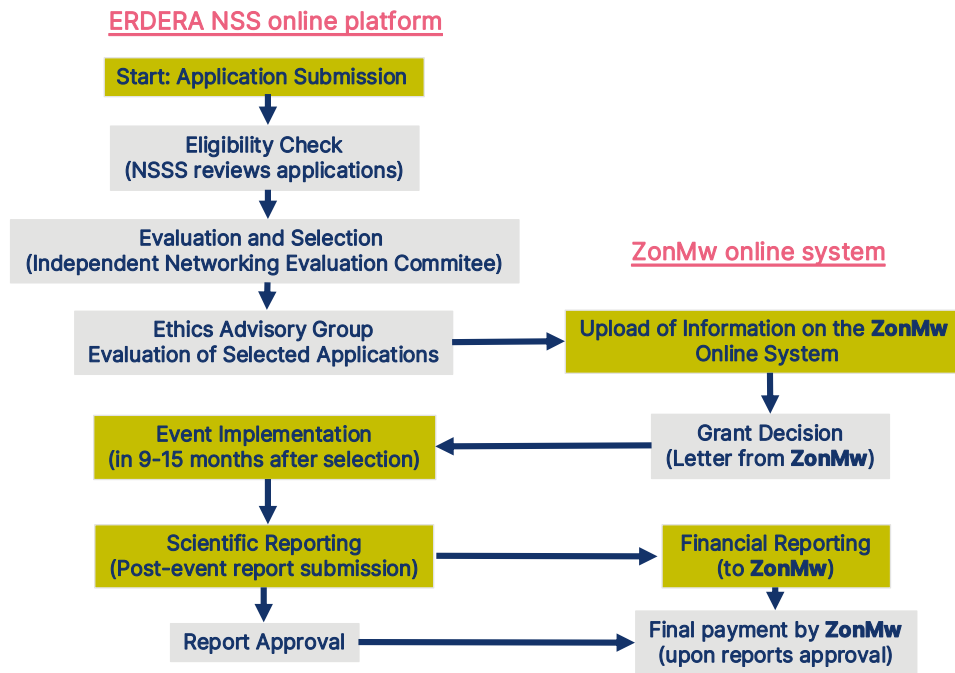 ERDERA NSS online platform
Start: Application Submission
Eligibility Check
(NSSS reviews applications)
Evaluation and Selection
(Independent Networking Evaluation Commitee)
Ethics Advisory Group
Evaluation of Selected Applications
ZonMw online system
Upload of Information on the ZonMw
Online System
Grant Decision
(Letter from ZonMw)
Event Implementation
(in 9-15 months after selection)
Scientific Reporting
(Post-event report submission)
Financial Reporting
(to ZonMw)
Report Approval
Final payment by ZonMw
(upon reports approval)